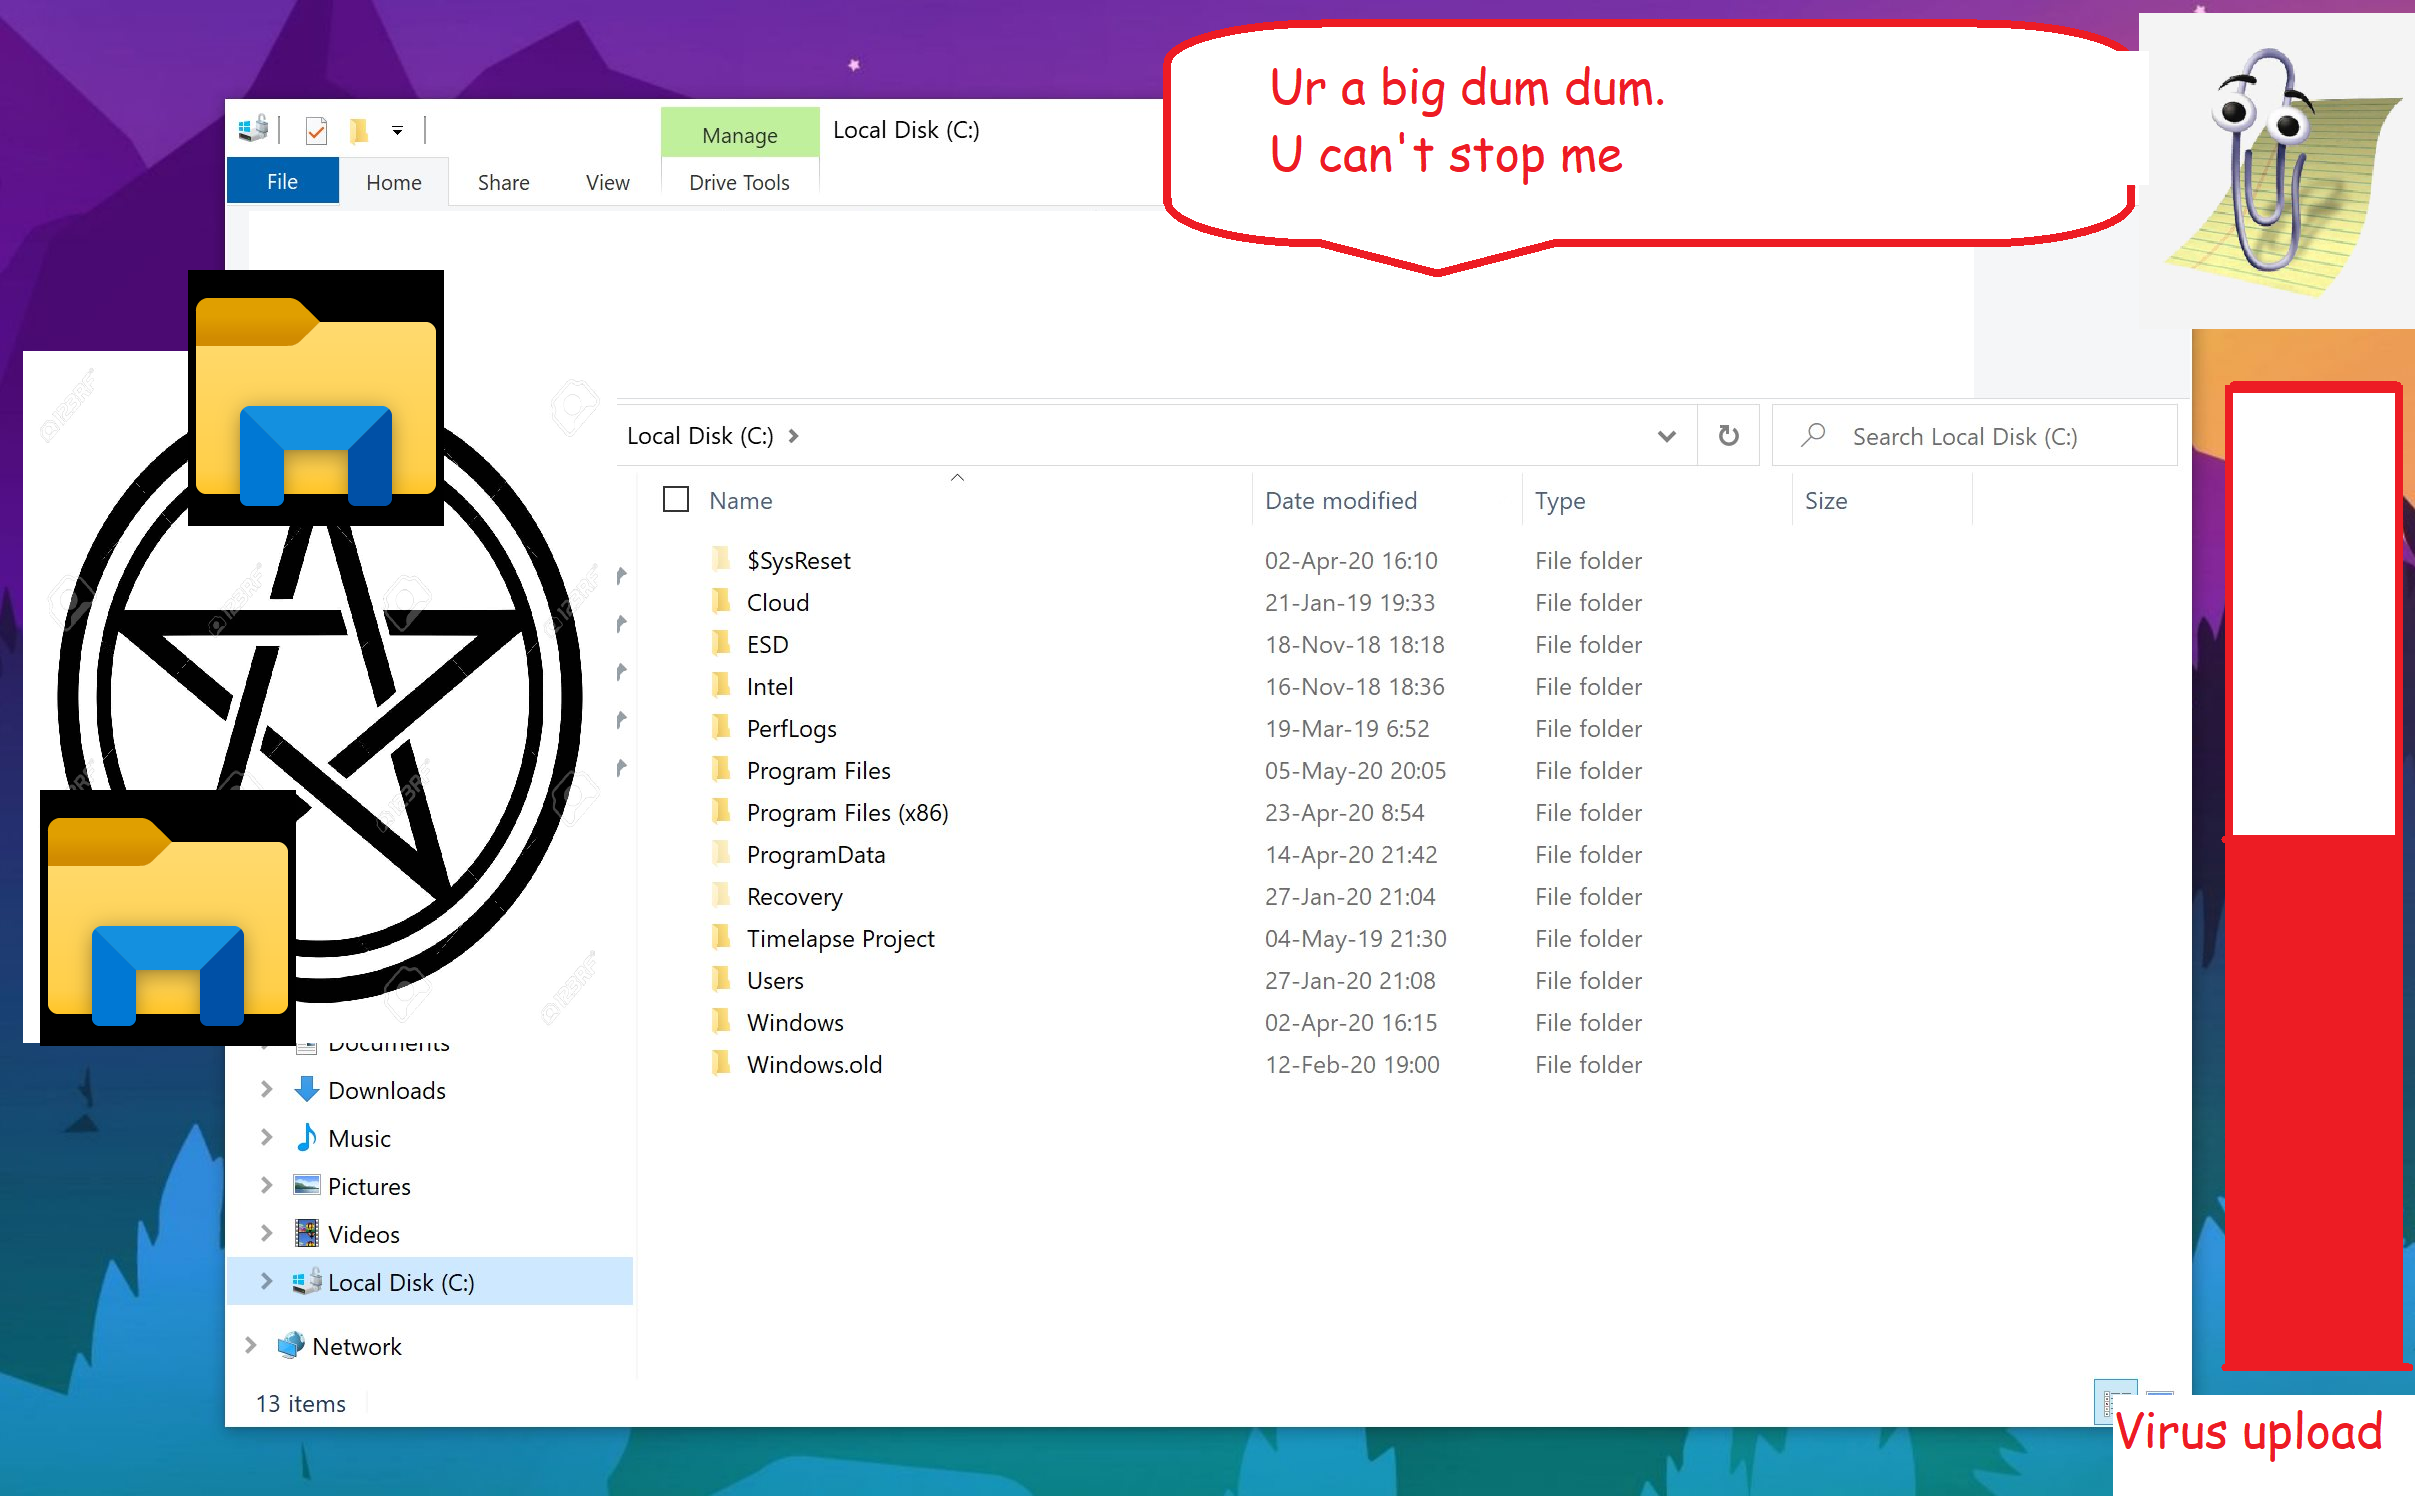 Ur a big dum dum.
U can't stop me
Manage
Local Disk (C:)
File
Home
Share
View
Drive Tools
Local Disk (C:)
Search Local Disk (C:)
Name
Date modified
Type
Size
$SysReset 02-Apr-20 16:10 File folder
Cloud 21-Jan-19 19:33 File folder
ESD 18-Nov-18 18:18 File folder
Intel 16-Nov-18 18:36 File folder
PerfLogs 19-Mar-19 6:52 File folder
Program Files 05-May-20 20:05 File folder
Program Files (x86) 23-Apr-20 8:54 File folder
ProgramData 14-Apr-20 21:42 File folder
Recovery 27-Jan-20 21:04 File folder
Timelapse Project 04-May-19 21:30 File folder
Users 27-Jan-20 21:08 File folder
Windows 02-Apr-20 16:15 File folder
Windows.old 12-Feb-20 19:00 File folder
123RF
123RF
123RF
123RF
123RF
Documents
Downloads
Music
Pictures
Videos
Local Disk (C:)
Network
13 items
Virus upload